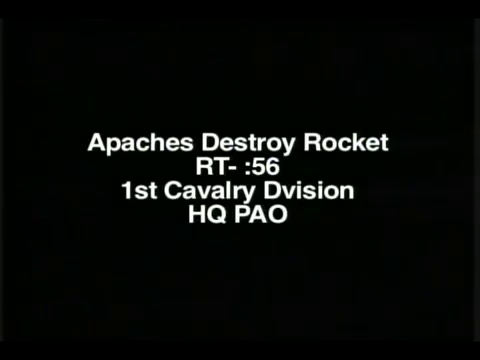 Apaches Destroy Rocket
RT- :56
1st Cavalry Dvision
HQ PAO